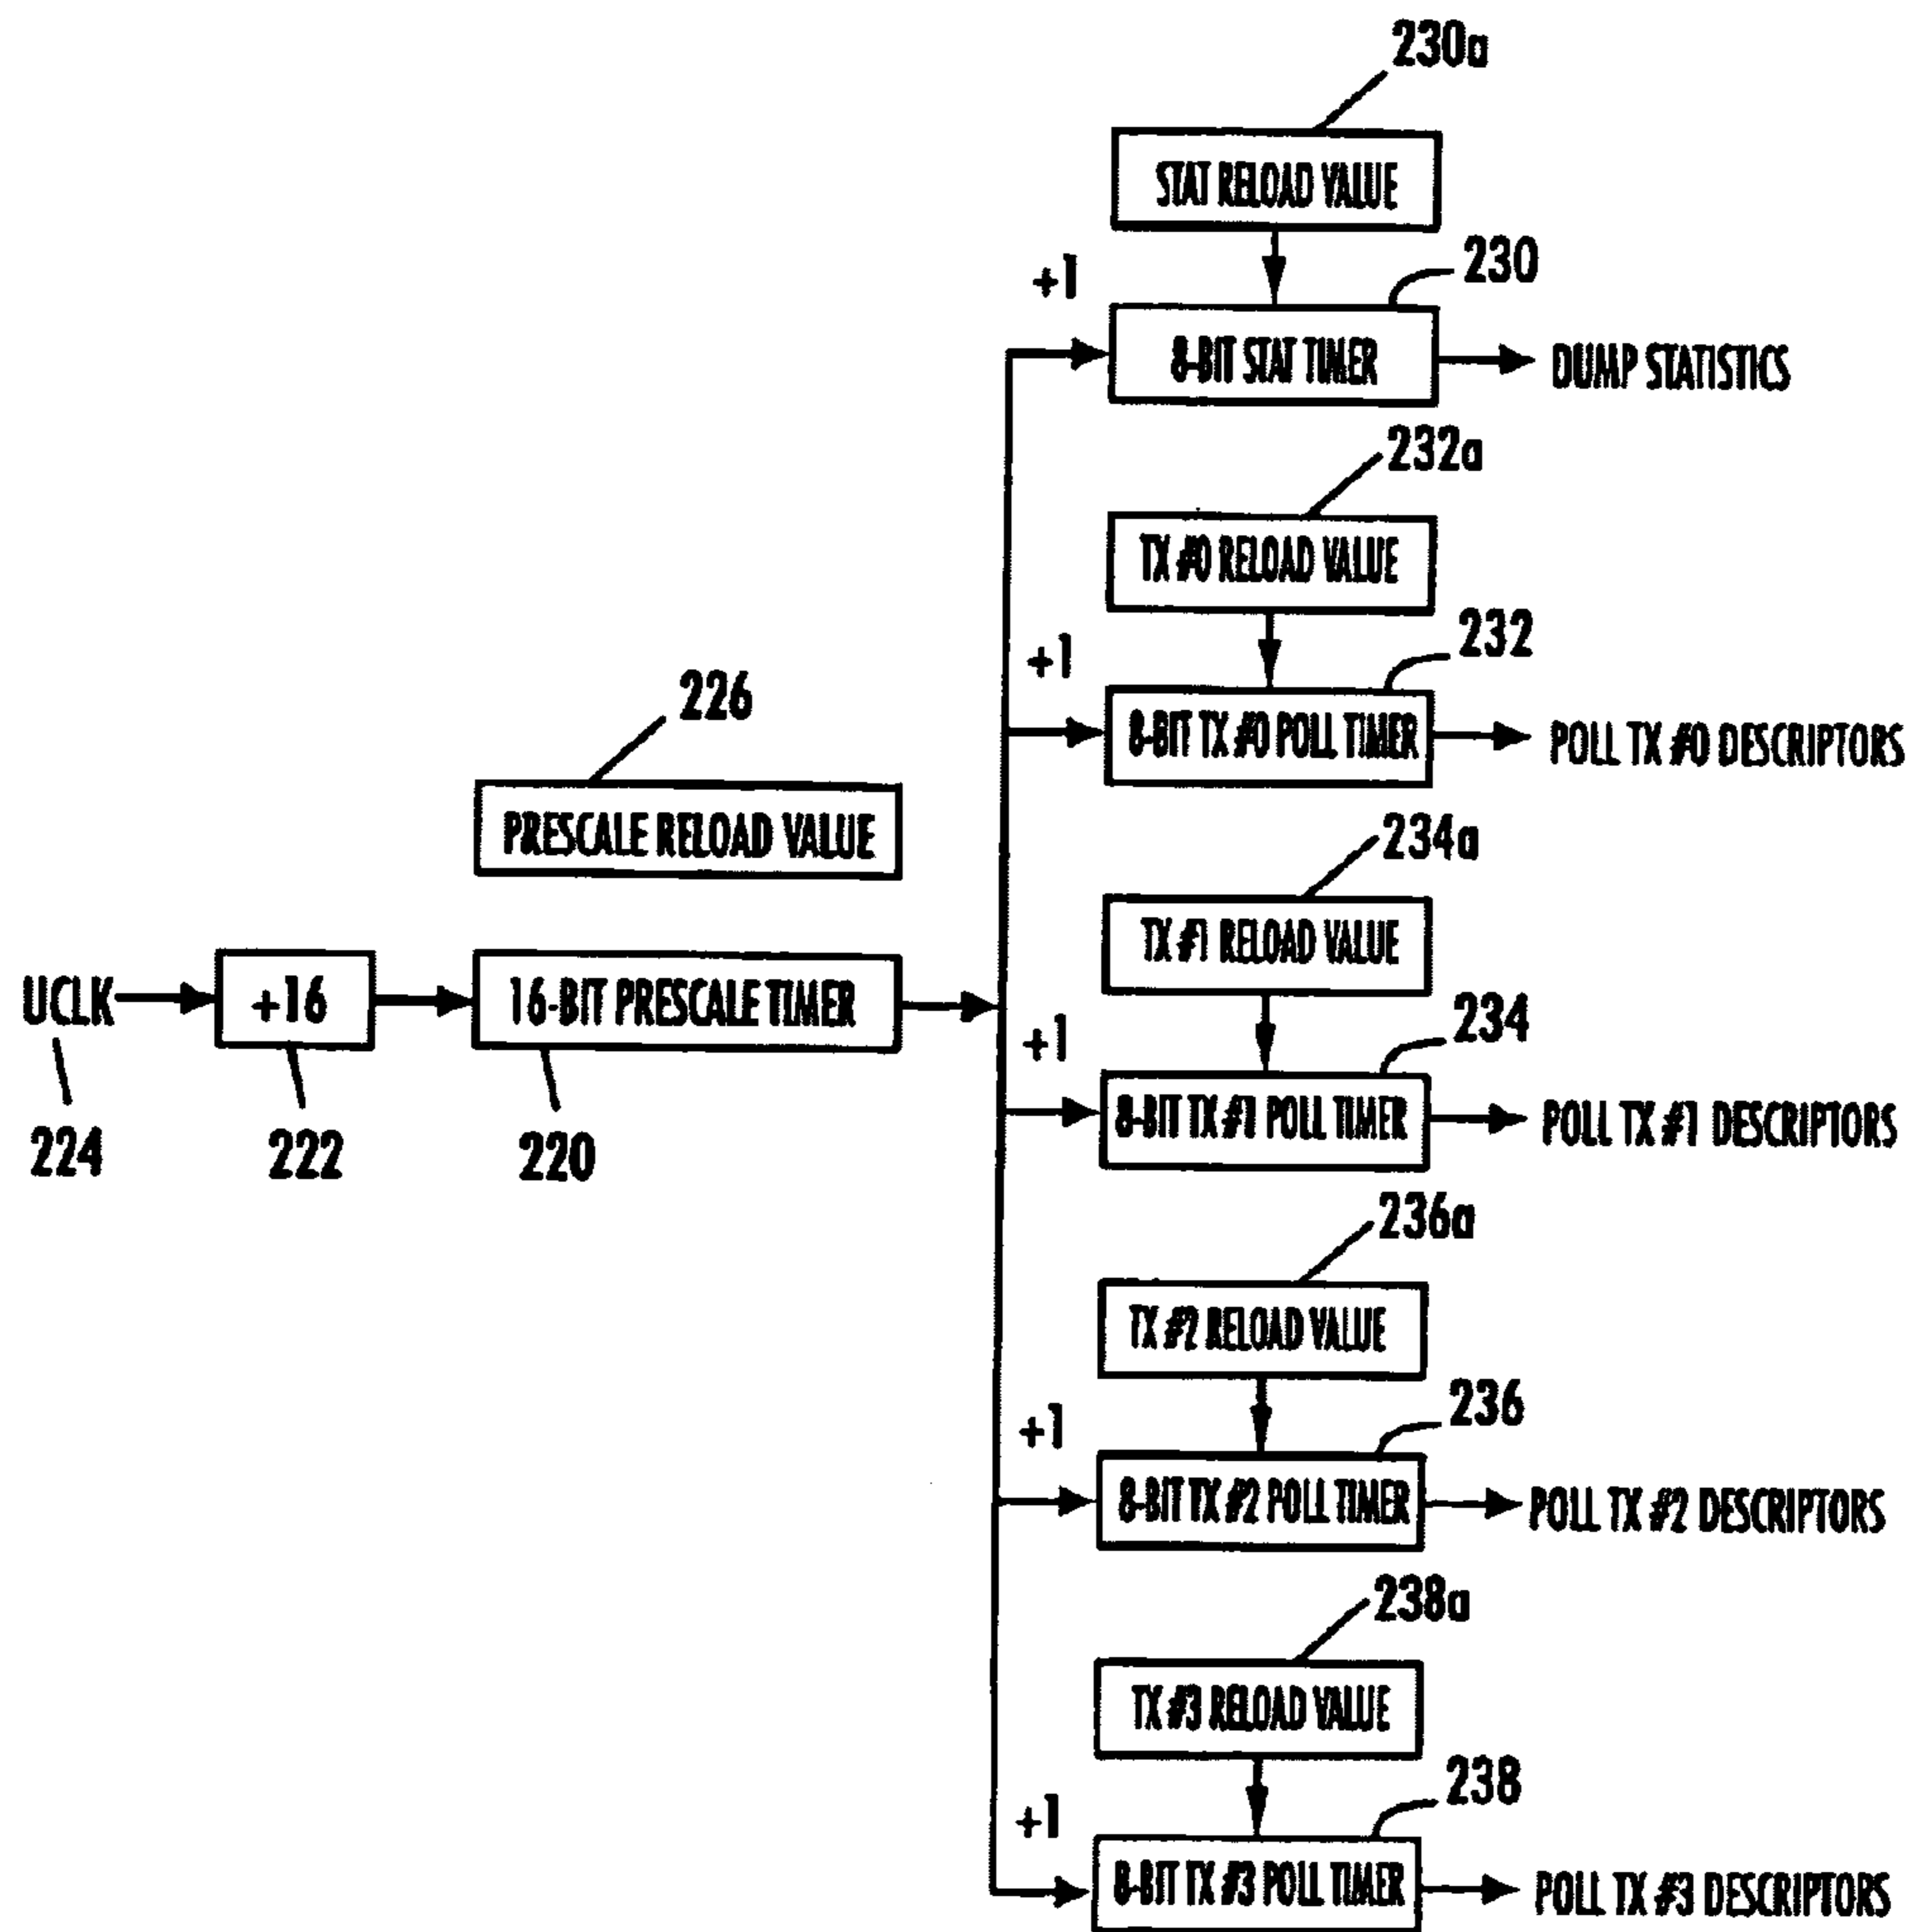 230a
STAT RELOAD VALUE
+1
230
8-BIT STAT TIMER
DUMP STATISTICS
232a
TX #0 RELOAD VALUE
+1
232
8-BIT TX #0 POLL TIMER
POLL TX #0 DESCRIPTORS
226
PRESCALE RELOAD VALUE
234a
TX #1 RELOAD VALUE
UCLK
+16
16-BIT PRESCALE TIMER
+1
234
8-BIT TX #1 POLL TIMER
POLL TX #1 DESCRIPTORS
224
222
220
236a
TX #2 RELOAD VALUE
+1
236
8-BIT TX #2 POLL TIMER
POLL TX #2 DESCRIPTORS
238a
TX #3 RELOAD VALUE
+1
238
8-BIT TX #3 POLL TIMER
POLL TX #3 DESCRIPTORS